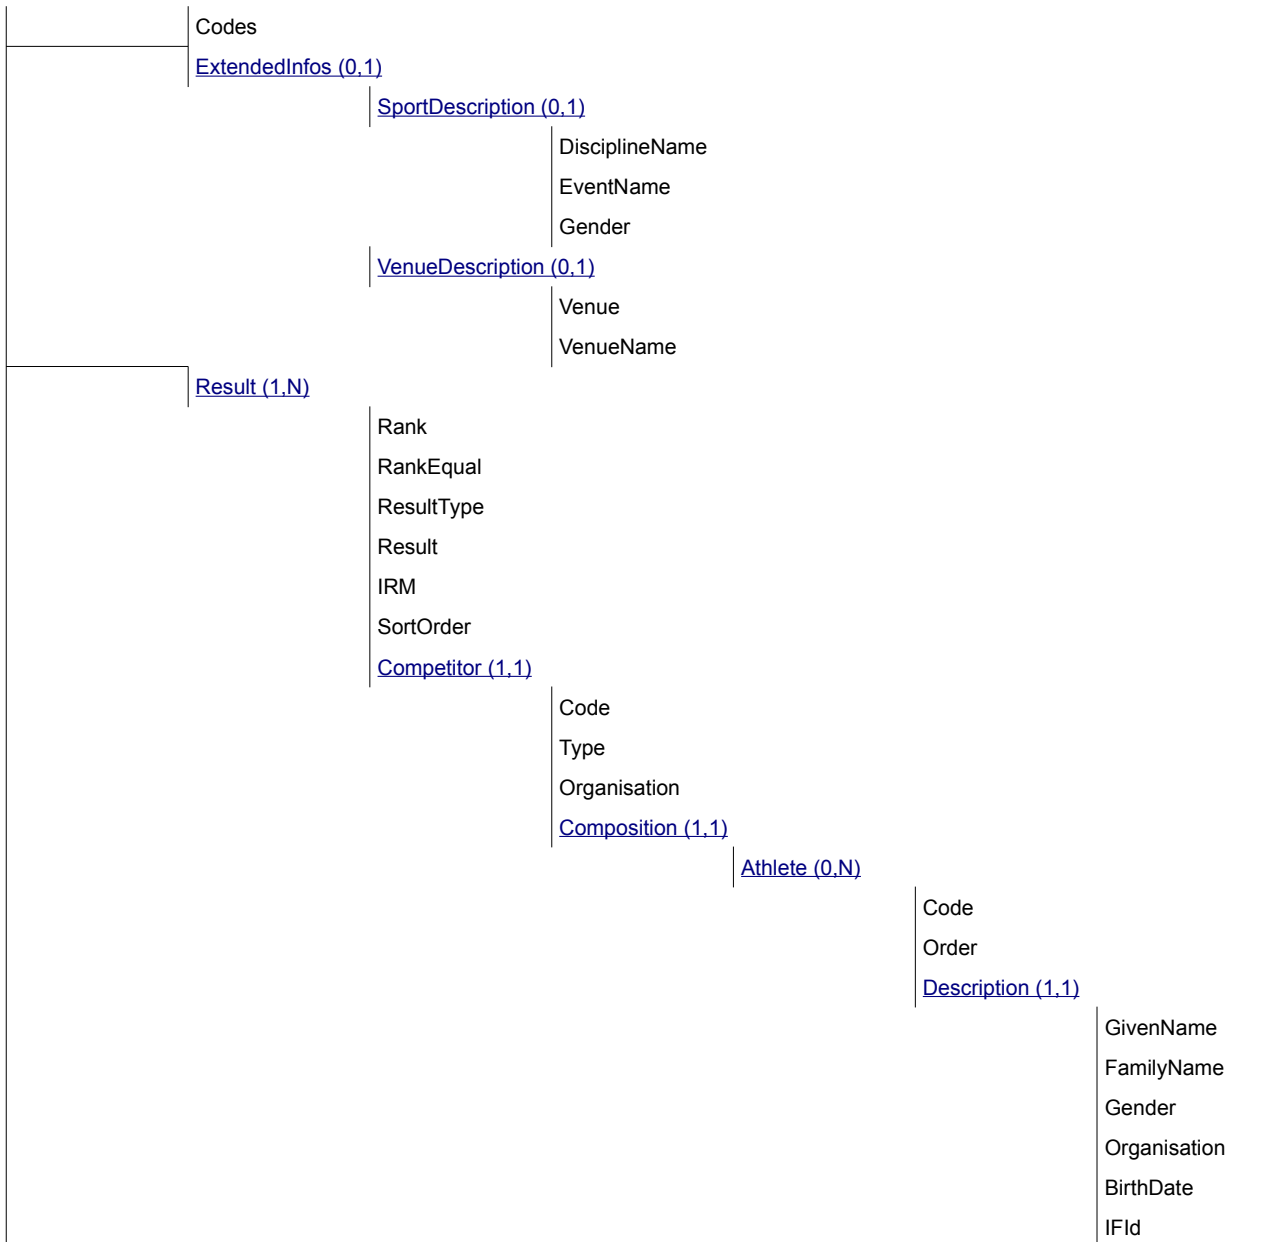 Codes
ExtendedInfos (0,1)
SportDescription (0,1)
DisciplineName
EventName
Gender
VenueDescription (0,1)
Venue
VenueName
Result (1,N)
Rank
RankEqual
ResultType
Result
IRM
SortOrder
Competitor (1,1)
Code
Type
Organisation
Composition (1,1)
Athlete (0,N)
Code
Order
Description (1,1)
GivenName
FamilyName
Gender
Organisation
BirthDate
IFId